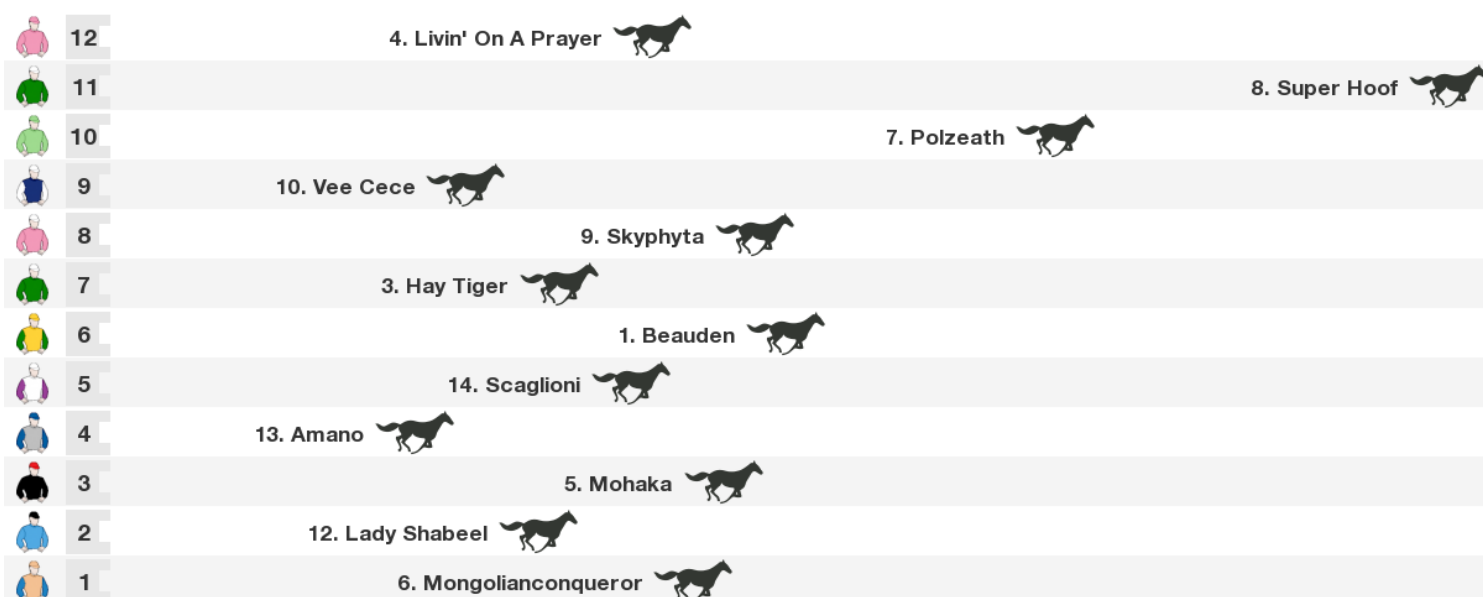 12 4. Livin' On A Prayer
11 8. Super Hoof
10 7. Polzeath
9 10. Vee Cece
8 9. Skyphyta
7 3. Hay Tiger
6 1. Beauden
5 14. Scaglioni
4 13. Amano
3 5. Mohaka
2 12. Lady Shabeel
1 6. Mongolianconqueror